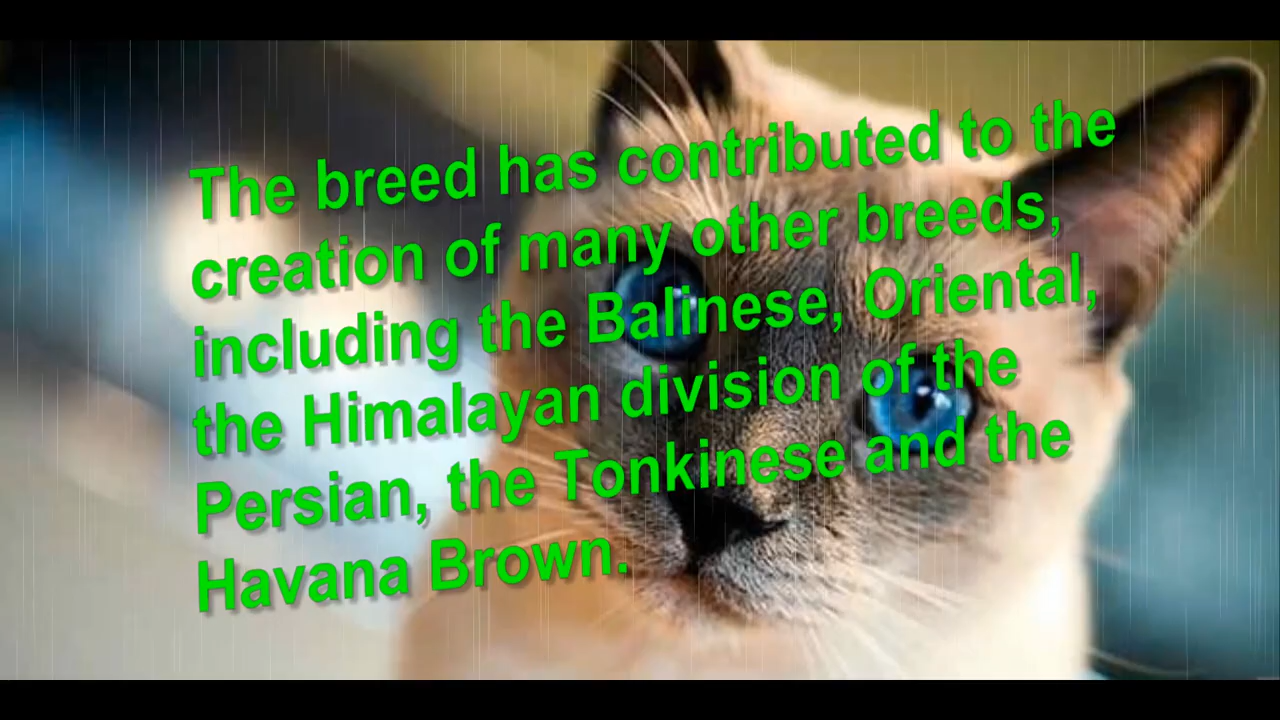 The breed has contributed to the
creation of many other breeds,
including the Balinese, Oriental,
the Himalayan division of the
Persian, the Tonkinese and the
Havana Brown.